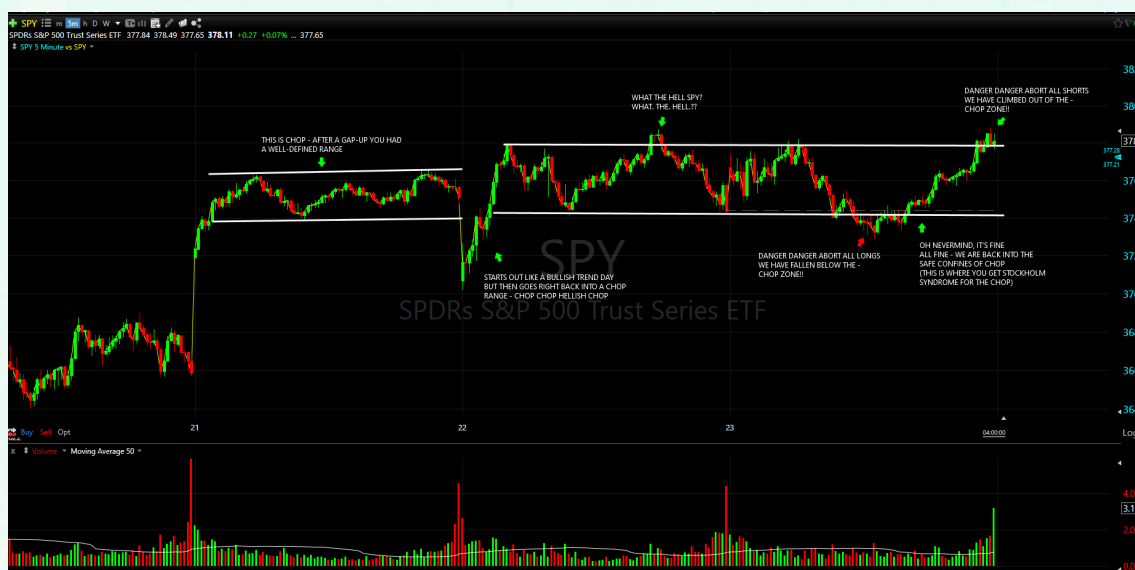 SPY m 5m h D W
SPDRs S&P 500 Trust Series ETF 377.84 378.49 377.65 378.11 +0.27 +0.07% ... 377.65
SPY 5 Minute vs SPY
DANGER DANGER ABORT ALL SHORTS
WE HAVE CLIMBED OUT OF THE -
CHOP ZONE!!
WHAT THE HELL SPY?
WHAT. THE. HELL.??
THIS IS CHOP - AFTER A GAP-UP YOU HAD
A WELL-DEFINED RANGE
377.28
377.21
SPY
SPDRs S&P 500 Trust Series ETF
STARTS OUT LIKE A BULLISH TREND DAY
BUT THEN GOES RIGHT BACK INTO A CHOP
RANGE - CHOP CHOP HELLISH CHOP
DANGER DANGER ABORT ALL LONGS
WE HAVE FALLEN BELOW THE -
CHOP ZONE!!
OH NEVERMIND, IT'S FINE
ALL FINE - WE ARE BACK INTO THE
SAFE CONFINES OF CHOP
(THIS IS WHERE YOU GET STOCKHOLM
SYNDROME FOR THE CHOP)
Buy Sell Opt
21 22 23
04:00:00
X Volume Moving Average 50